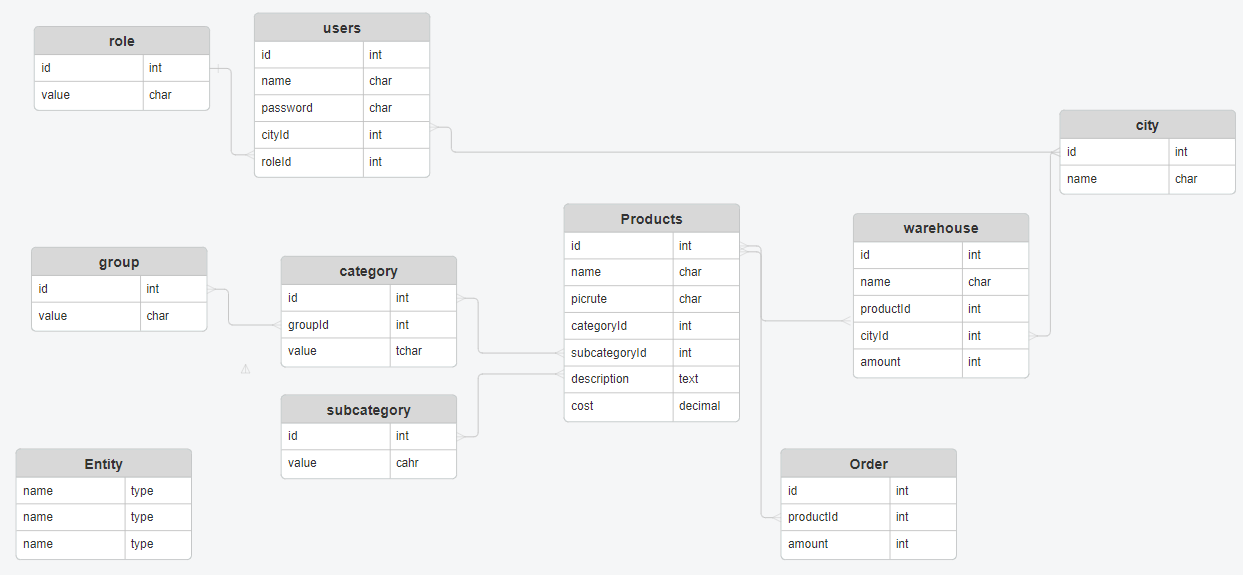 role
id int
value char
users
id int
name char
password char
cityId int
roleId int
city
id int
name char
Products
id int
name char
picrute char
categoryId int
subcategoryId int
description text
cost decimal
warehouse
id int
name char
productId int
cityId int
amount int
group
id int
value char
category
id int
groupId int
value tchar
subcategory
id int
value cahr
Entity
name type
name type
name type
Order
id int
productId int
amount int